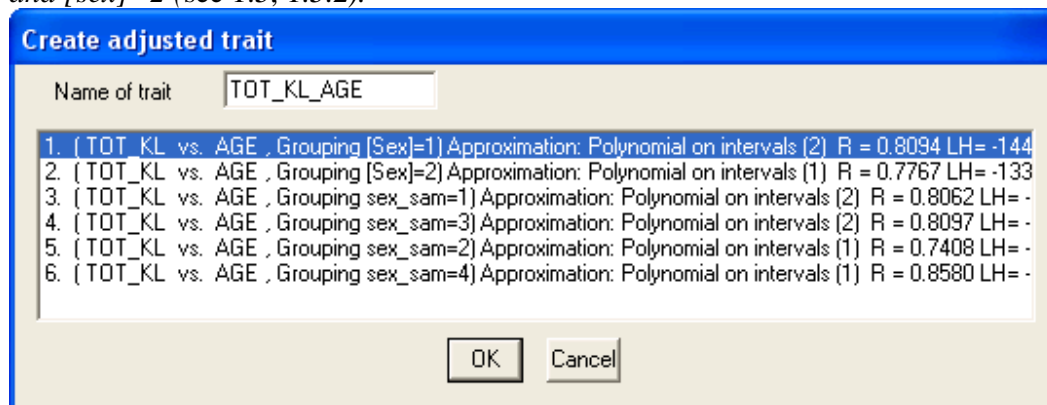 and [sex]=2 (see 1.3, 1.3.2).
Create adjusted trait
Name of trait TOT_KL_AGE
1. ( TOT_KL vs. AGE , Grouping [Sex]=1) Approximation: Polynomial on intervals (2) R = 0.8094 LH= -144
2. ( TOT_KL vs. AGE , Grouping [Sex]=2) Approximation: Polynomial on intervals (1) R = 0.7767 LH= -133
3. ( TOT_KL vs. AGE , Grouping sex_sam=1) Approximation: Polynomial on intervals (2) R = 0.8062 LH= -
4. ( TOT_KL vs. AGE , Grouping sex_sam=3) Approximation: Polynomial on intervals (2) R = 0.8097 LH= -
5. ( TOT_KL vs. AGE , Grouping sex_sam=2) Approximation: Polynomial on intervals (1) R = 0.7408 LH= -
6. ( TOT_KL vs. AGE , Grouping sex_sam=4) Approximation: Polynomial on intervals (1) R = 0.8580 LH= -
OK Cancel